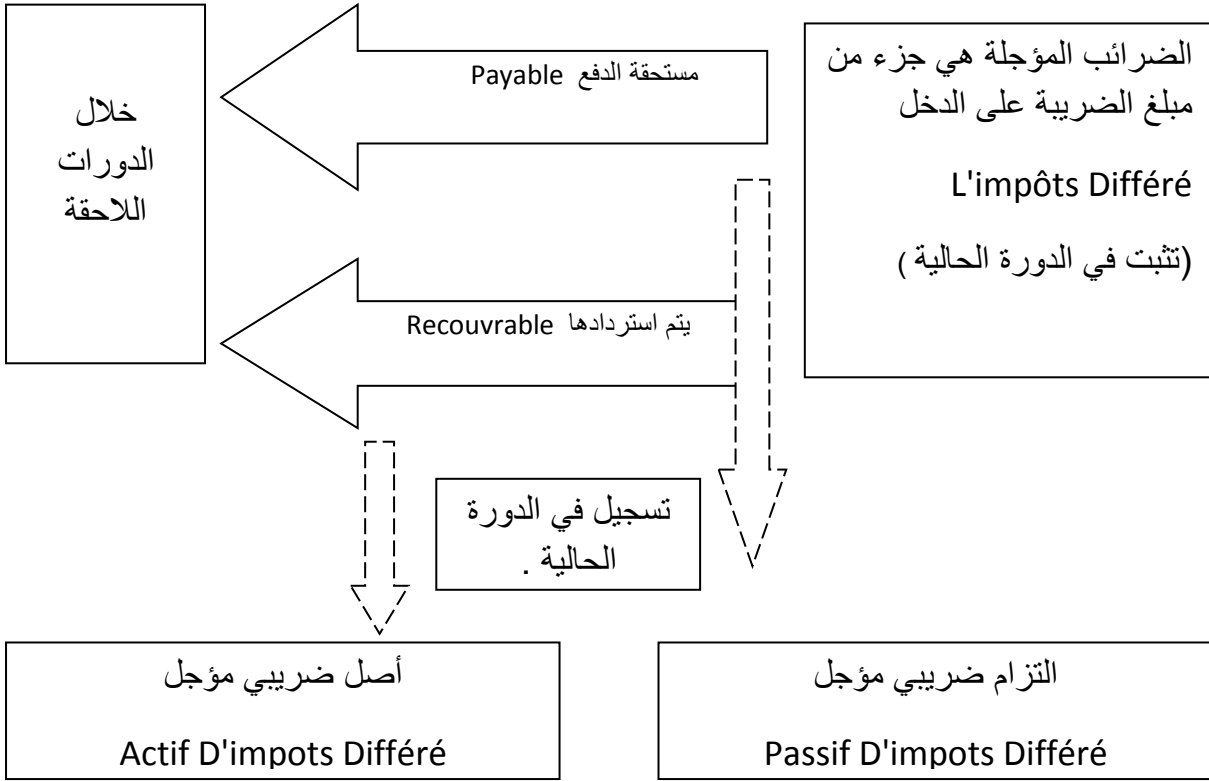 الضرائب المؤجلة هي جزء من
مبلغ الضريبة على الدخل
L'impôts Différé
(تثبت في الدورة الحالية )
مستحقة الدفع Payable
يتم استردادها Recouvrable
خلال
الدورات
اللاحقة
تسجيل في الدورة
الحالية .
التزام ضريبي مؤجل
Passif D'impots Différé
أصل ضريبي مؤجل
Actif D'impots Différé